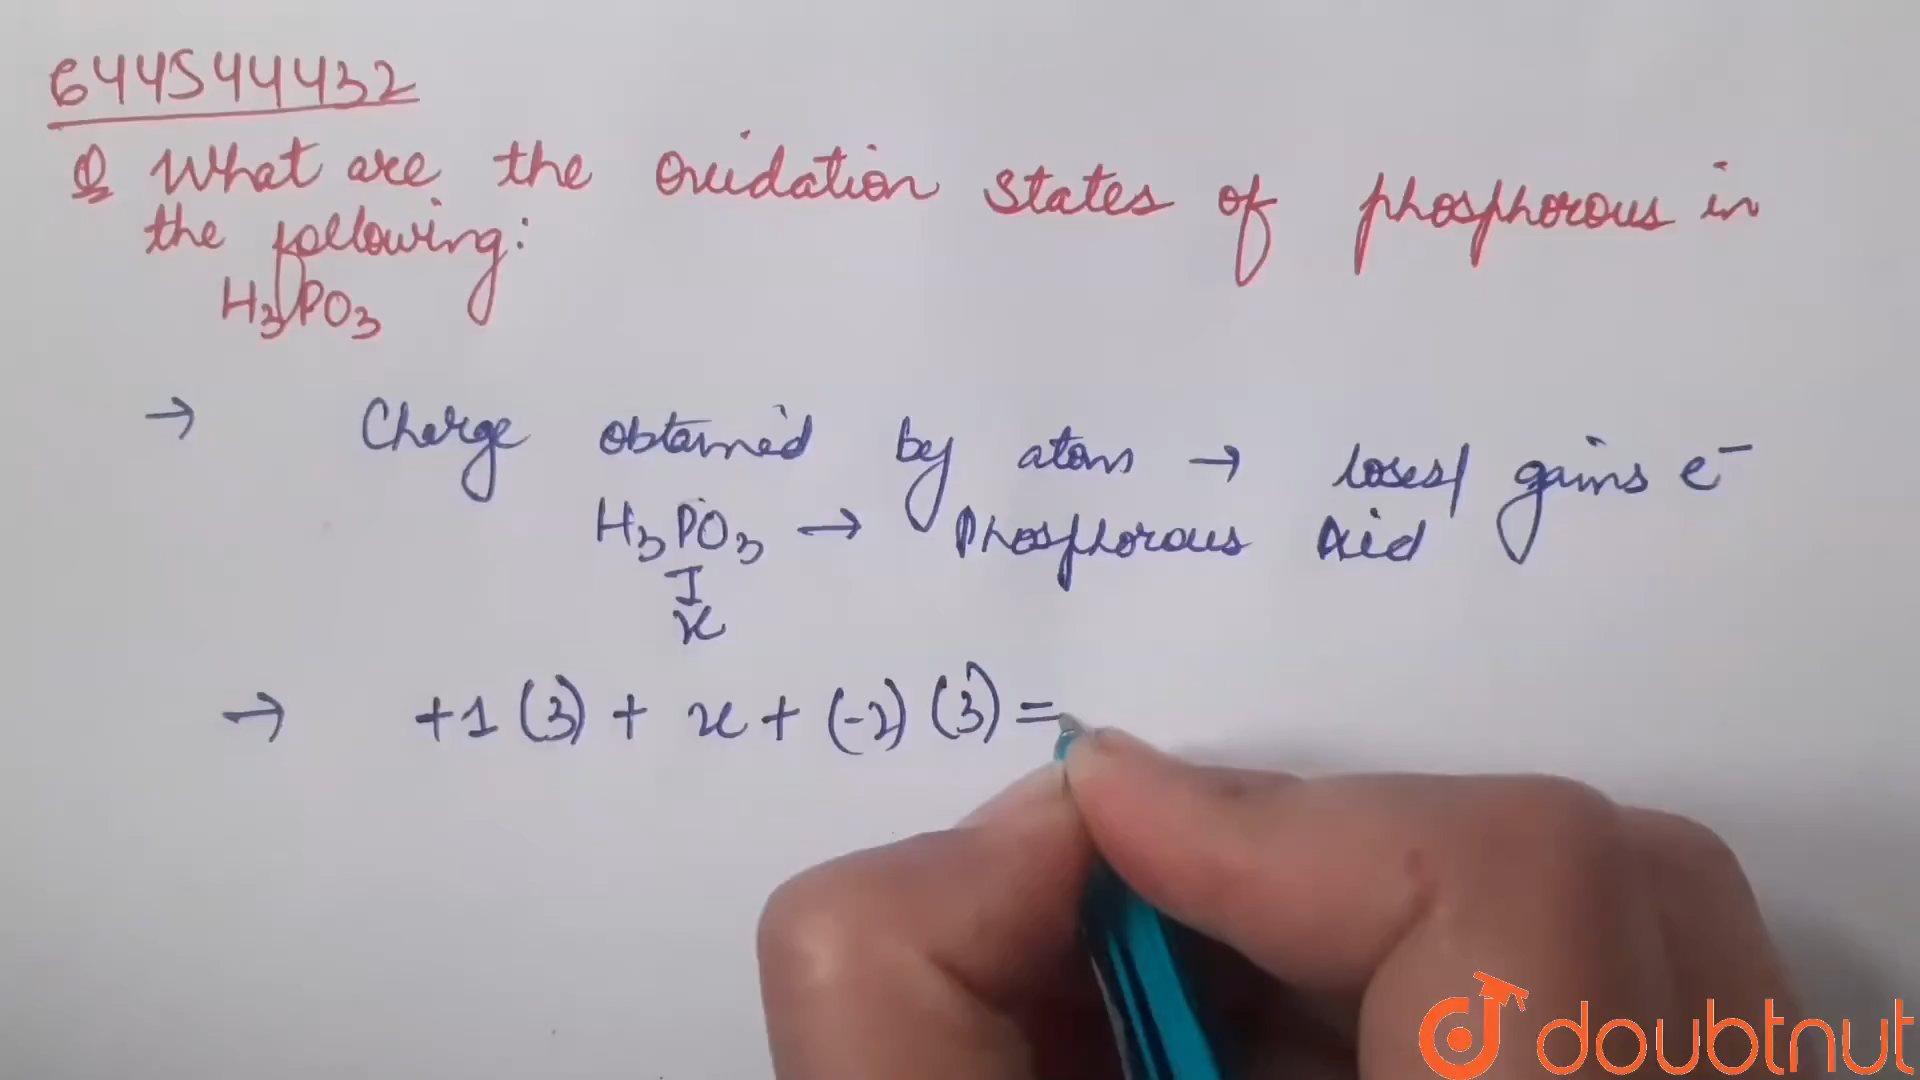 644544432
Q What are the oxidation states of phosphorous in
the following:
H₃PO₃
→ Charge obtained by atom → loses/ gains e⁻
H₃PO₃ → Phosphorous Acid
x
→ +1 (3) + x + (-2) (3) =
doubtnut